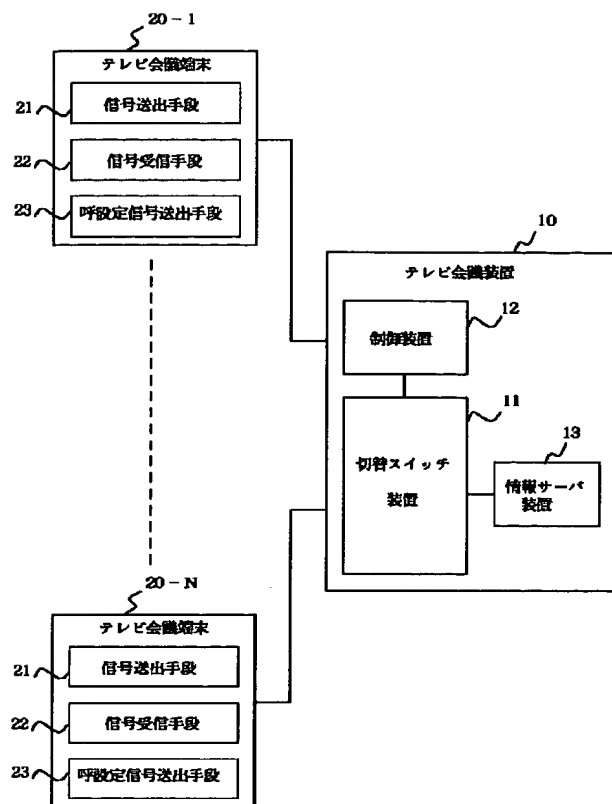 20-1
テレビ会議端末
21
信号送出手段
22
信号受信手段
23
呼設定信号送出手段
10
テレビ会議装置
12
制御装置
11
切替スイッチ
装置
13
情報サーバ
装置
20-N
テレビ会議端末
21
信号送出手段
22
信号受信手段
23
呼設定信号送出手段